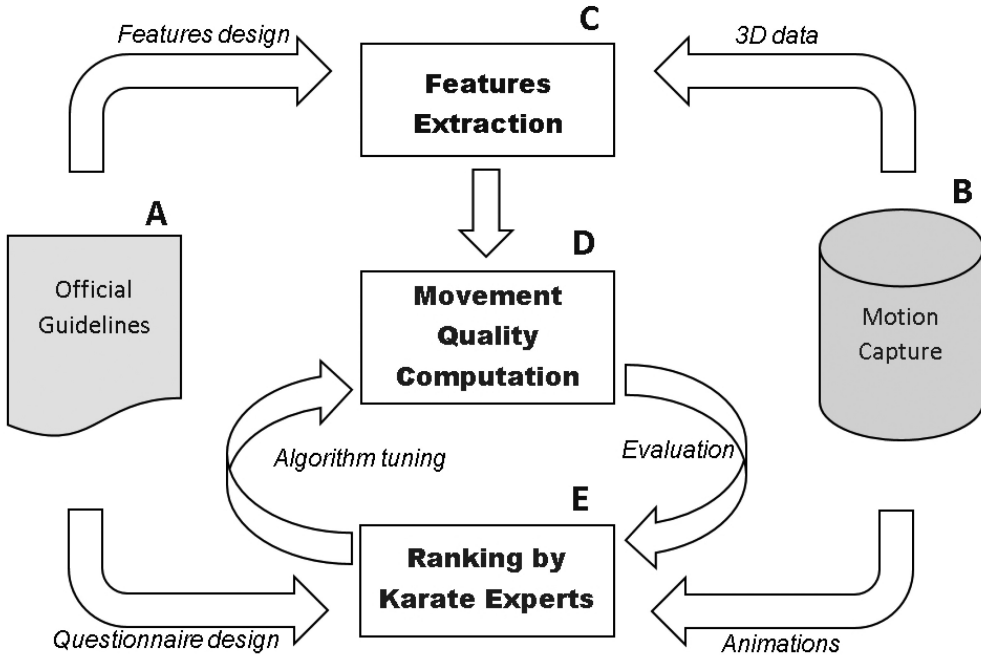 C
Features design
3D data
Features
Extraction
A
B
D
Official
Guidelines
Movement
Quality
Computation
Motion
Capture
Algorithm tuning
Evaluation
E
Ranking by
Karate Experts
Questionnaire design
Animations